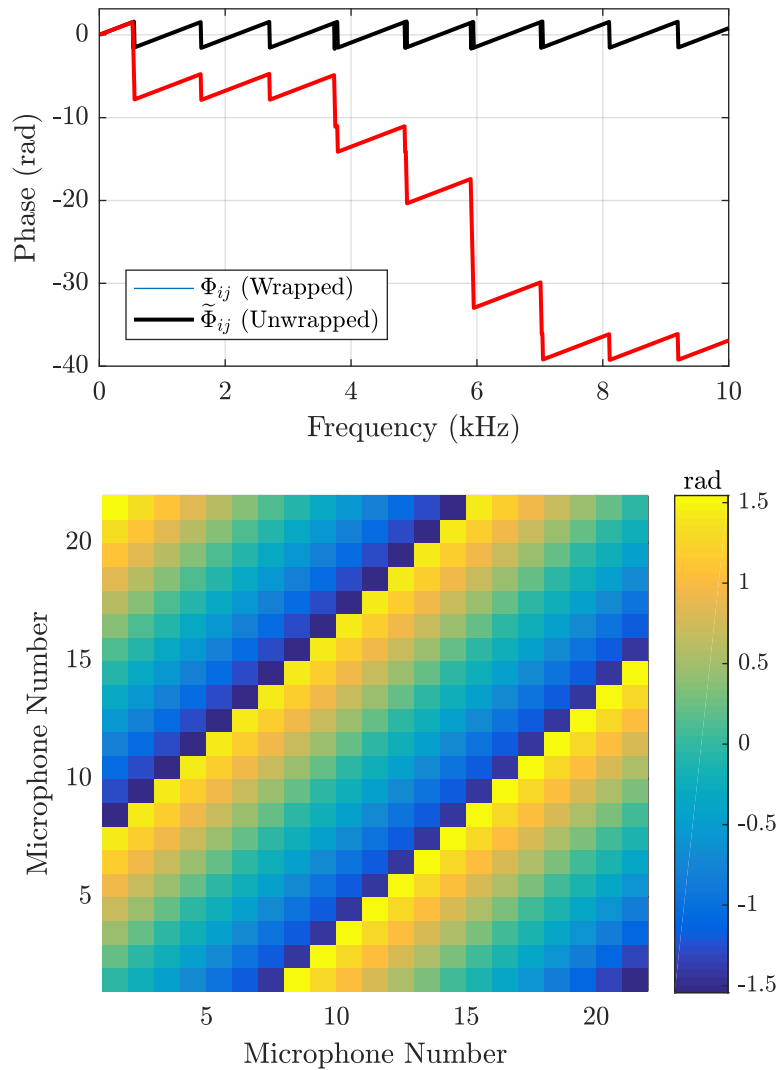 0
-10
-20
-30
-40
Phase (rad)
Φij (Wrapped)
Φ̃ij (Unwrapped)
0 2 4 6 8 10
Frequency (kHz)
rad
20
15
10
5
Microphone Number
1.5
1
0.5
0
-0.5
-1
-1.5
5 10 15 20
Microphone Number